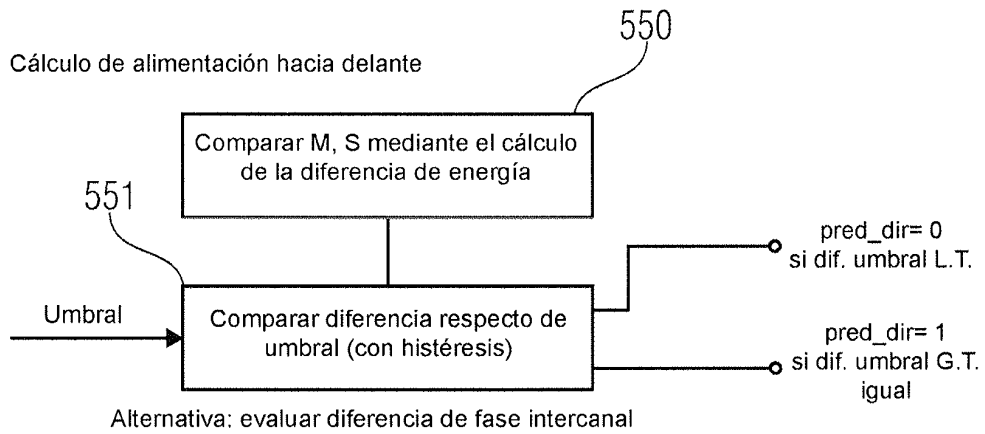 550
Cálculo de alimentación hacia delante
Comparar M, S mediante el cálculo
de la diferencia de energía
551
Umbral
Comparar diferencia respecto de
umbral (con histéresis)
pred_dir= 0
si dif. umbral L.T.
pred_dir= 1
si dif. umbral G.T.
igual
Alternativa: evaluar diferencia de fase intercanal